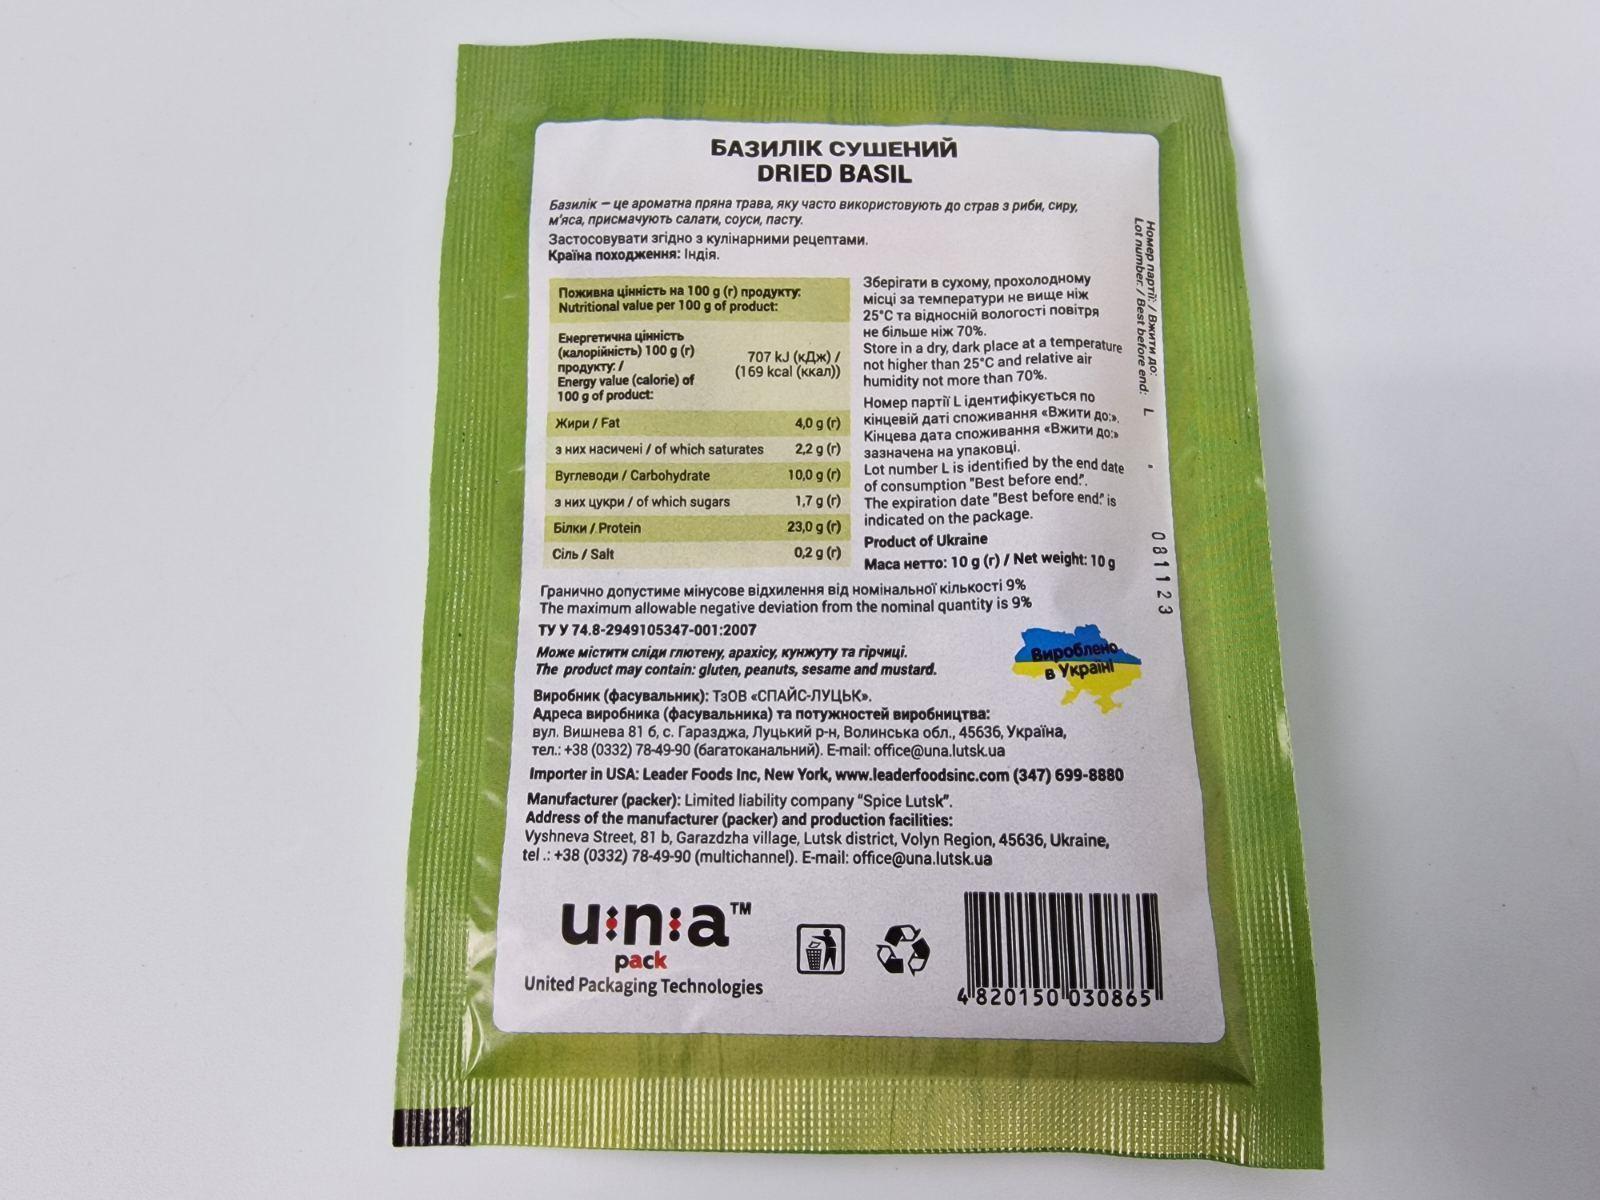 БАЗИЛІК СУШЕНИЙ
DRIED BASIL
Базилік — це ароматна пряна трава, яку часто використовують до страв з риби, сиру,
м'яса, присмачують салати, соуси, пасту.
Застосовувати згідно з кулінарними рецептами.
Країна походження: Індія.
Поживна цінність на 100 g (г) продукту:
Nutritional value per 100 g of product:
Енергетична цінність
(калорійність) 100 g (г)
продукту: /
Energy value (calorie) of
100 g of product:
707 kJ (кДж) /
(169 kcal (ккал))
Жири / Fat 4,0 g (г)
з них насичені / of which saturates 2,2 g (г)
Вуглеводи / Carbohydrate 10,0 g (г)
з них цукри / of which sugars 1,7 g (г)
Білки / Protein 23,0 g (г)
Сіль / Salt 0,2 g (г)
Зберігати в сухому, прохолодному
місці за температури не вище ніж
25°С та відносній вологості повітря
не більше ніж 70%.
Store in a dry, dark place at a temperature
not higher than 25°C and relative air
humidity not more than 70%.
Номер партії L ідентифікується по
кінцевій даті споживання «Вжити до:».
Кінцева дата споживання «Вжити до:»
зазначена на упаковці.
Lot number L is identified by the end date
of consumption "Best before end:".
The expiration date "Best before end:" is
indicated on the package.
Product of Ukraine
Маса нетто: 10 g (г) / Net weight: 10 g
Номер партії: / Вжити до:
Lot number: / Best before end: L
081123
Гранично допустиме мінусове відхилення від номінальної кількості 9%
The maximum allowable negative deviation from the nominal quantity is 9%
ТУ У 74.8-2949105347-001:2007
Може містити сліди глютену, арахісу, кунжуту та гірчиці.
The product may contain: gluten, peanuts, sesame and mustard.
Вироблено
в Україні
Виробник (фасувальник): ТзОВ «СПАЙС-ЛУЦЬК».
Адреса виробника (фасувальника) та потужностей виробництва:
вул. Вишнева 81 б, с. Гаразджа, Луцький р-н, Волинська обл., 45636, Україна,
тел.: +38 (0332) 78-49-90 (багатоканальний). E-mail: office@una.lutsk.ua
Importer in USA: Leader Foods Inc, New York, www.leaderfoodsinc.com (347) 699-8880
Manufacturer (packer): Limited liability company "Spice Lutsk".
Address of the manufacturer (packer) and production facilities:
Vyshneva Street, 81 b, Garazdzha village, Lutsk district, Volyn Region, 45636, Ukraine,
tel .: +38 (0332) 78-49-90 (multichannel). E-mail: office@una.lutsk.ua
u:n:a™
pack
United Packaging Technologies
4 820150 030865